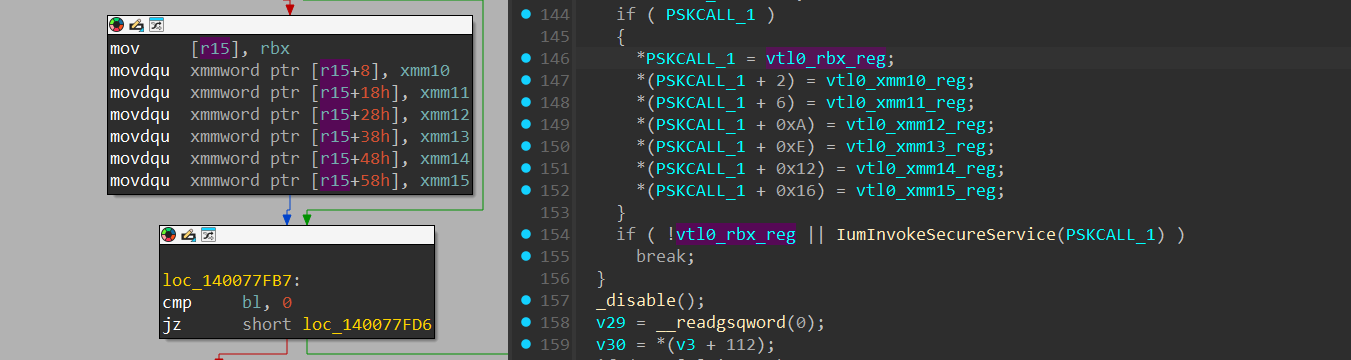 mov     [r15], rbx
movdqu  xmmword ptr [r15+8], xmm10
movdqu  xmmword ptr [r15+18h], xmm11
movdqu  xmmword ptr [r15+28h], xmm12
movdqu  xmmword ptr [r15+38h], xmm13
movdqu  xmmword ptr [r15+48h], xmm14
movdqu  xmmword ptr [r15+58h], xmm15
loc_140077FB7:
cmp     bl, 0
jz      short loc_140077FD6
144 if ( PSKCALL_1 )
145 {
146 *PSKCALL_1 = vtl0_rbx_reg;
147 *(PSKCALL_1 + 2) = vtl0_xmm10_reg;
148 *(PSKCALL_1 + 6) = vtl0_xmm11_reg;
149 *(PSKCALL_1 + 0xA) = vtl0_xmm12_reg;
150 *(PSKCALL_1 + 0xE) = vtl0_xmm13_reg;
151 *(PSKCALL_1 + 0x12) = vtl0_xmm14_reg;
152 *(PSKCALL_1 + 0x16) = vtl0_xmm15_reg;
153 }
154 if ( !vtl0_rbx_reg || IumInvokeSecureService(PSKCALL_1) )
155 break;
156 }
157 _disable();
158 v29 = __readgsqword(0);
159 v30 = *(v3 + 112);